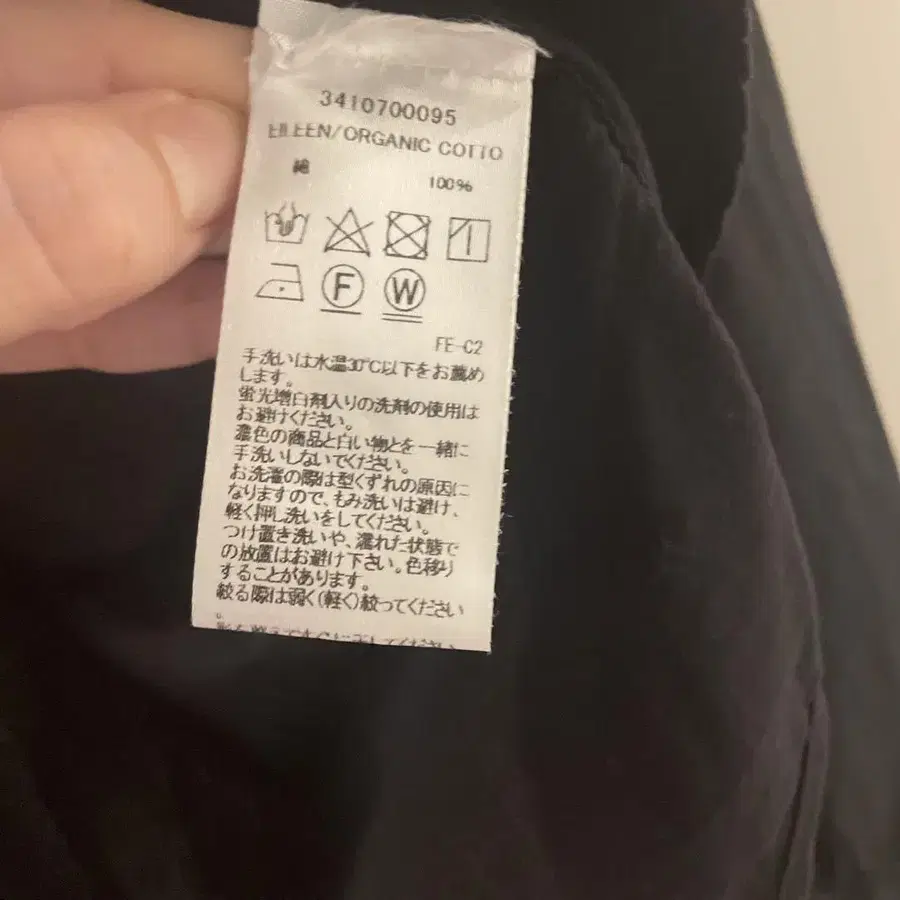 3410700095
EILEEN/ORGANIC COTTO
綿 100%
F W
FE-C2
手洗いは水温30℃以下をお薦め
します。
蛍光増白剤入りの洗剤の使用は
お避けください。
濃色の商品と白い物とを一緒に
手洗いしないでください。
お洗濯の際は型くずれの原因に
なりますので、もみ洗いは避け、
軽く押し洗いをしてください。
つけ置き洗いや、濡れた状態で
の放置はお避け下さい。色移り
することがあります。
絞る際は弱く(軽く)絞ってください
。